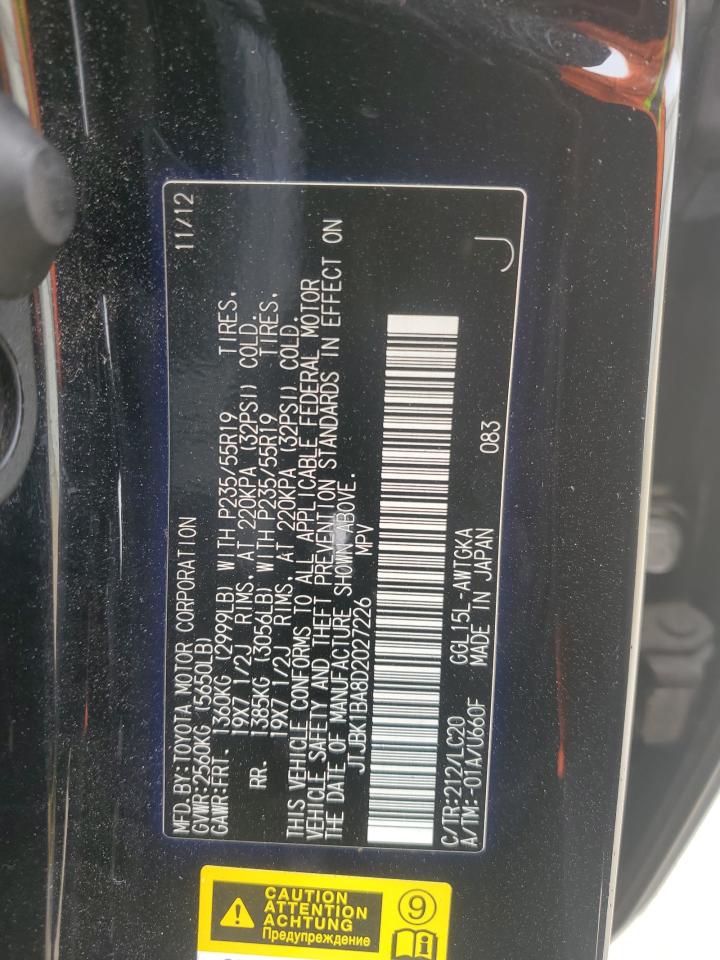 MFD.BY:TOYOTA MOTOR CORPORATION 11/12
GVWR:2560KG (5650LB)
GAWR:FRT. 1360KG (2999LB) WITH P235/55R19 TIRES.
19X7 1/2J RIMS. AT 220KPA (32PSI) COLD.
RR. 1385KG (3056LB) WITH P235/55R19 TIRES.
19X7 1/2J RIMS. AT 220KPA (32PSI) COLD.
THIS VEHICLE CONFORMS TO ALL APPLICABLE FEDERAL MOTOR
VEHICLE SAFETY AND THEFT PREVENTION STANDARDS IN EFFECT ON
THE DATE OF MANUFACTURE SHOWN ABOVE.
JTJBK1BA8D2027226 MPV
C/TR:212/LC20 GGL15L-AWTGKA
A/TM:-01A/U660F MADE IN JAPAN 083
J
CAUTION
ATTENTION
ACHTUNG
Предупреждение
9